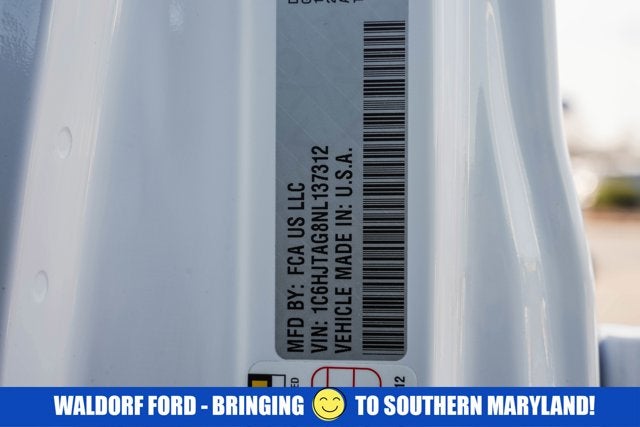 MFD BY: FCA US LLC
VIN: 1C6HJTAG8NL137312
VEHICLE MADE IN: U.S.A.
WALDORF FORD - BRINGING TO SOUTHERN MARYLAND!